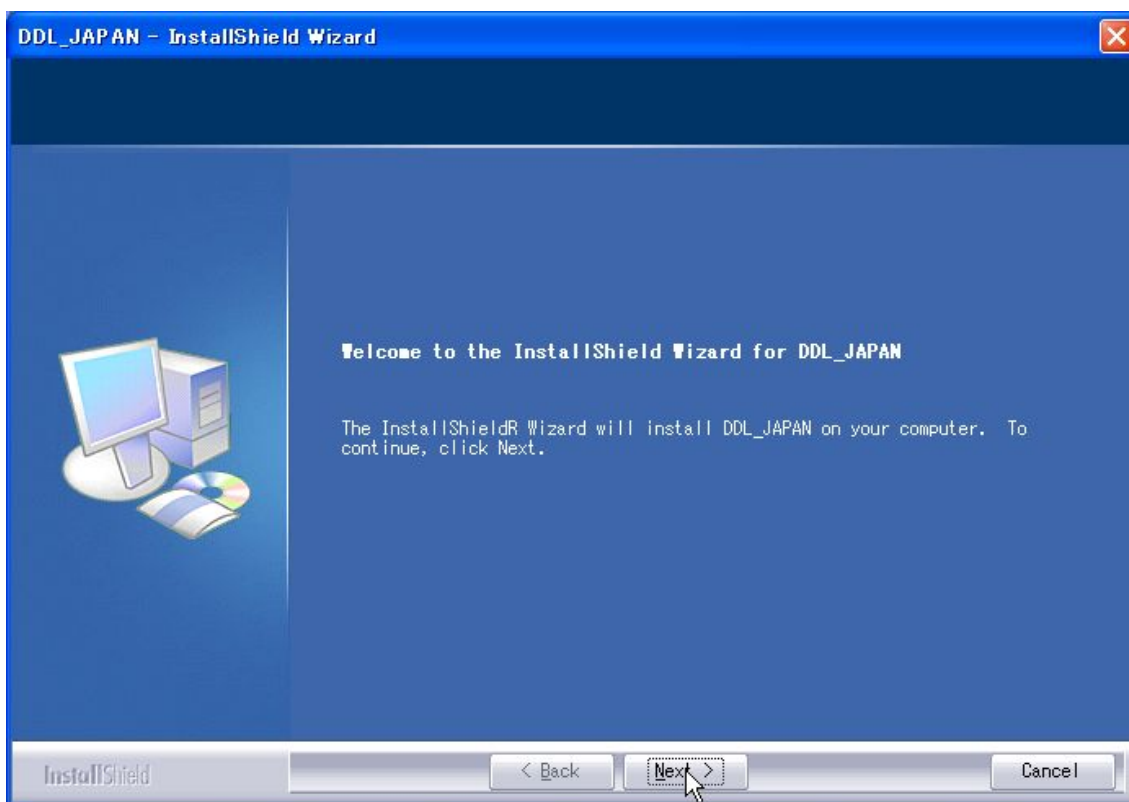 DDL_JAPAN - InstallShield Wizard
Welcome to the InstallShield Wizard for DDL_JAPAN
The InstallShieldR Wizard will install DDL_JAPAN on your computer. To
continue, click Next.
InstallShield
< Back
Next >
Cancel